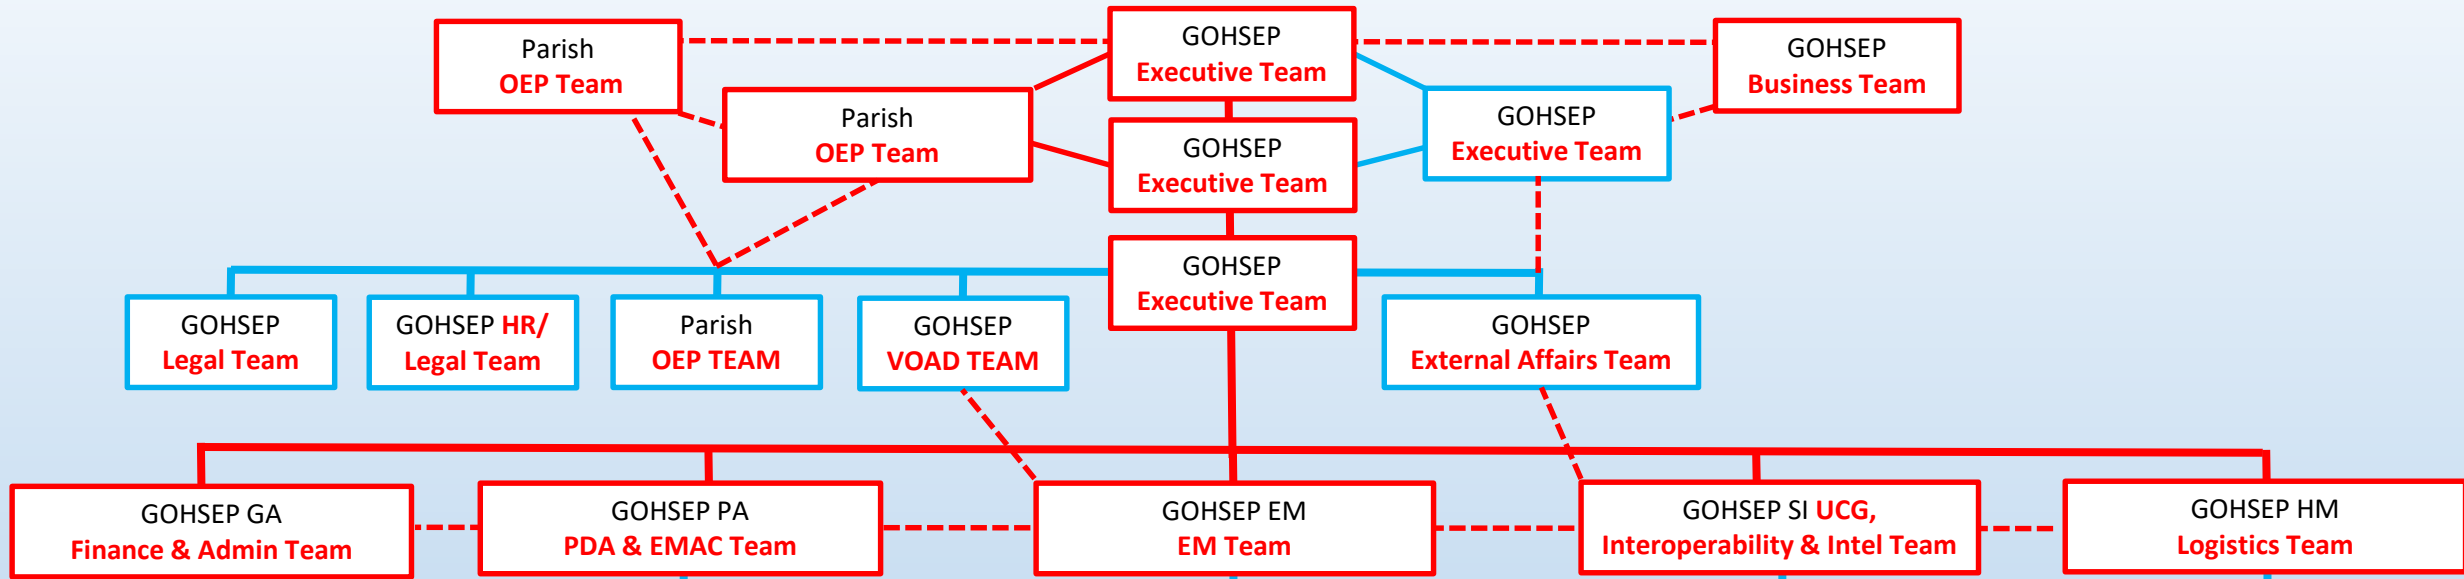 Parish
OEP Team
GOHSEP
Executive Team
GOHSEP
Business Team
Parish
OEP Team
GOHSEP
Executive Team
GOHSEP
Executive Team
GOHSEP
Executive Team
GOHSEP
Legal Team
GOHSEP HR/
Legal Team
Parish
OEP TEAM
GOHSEP
VOAD TEAM
GOHSEP
External Affairs Team
GOHSEP GA
Finance & Admin Team
GOHSEP PA
PDA & EMAC Team
GOHSEP EM
EM Team
GOHSEP SI UCG,
Interoperability & Intel Team
GOHSEP HM
Logistics Team